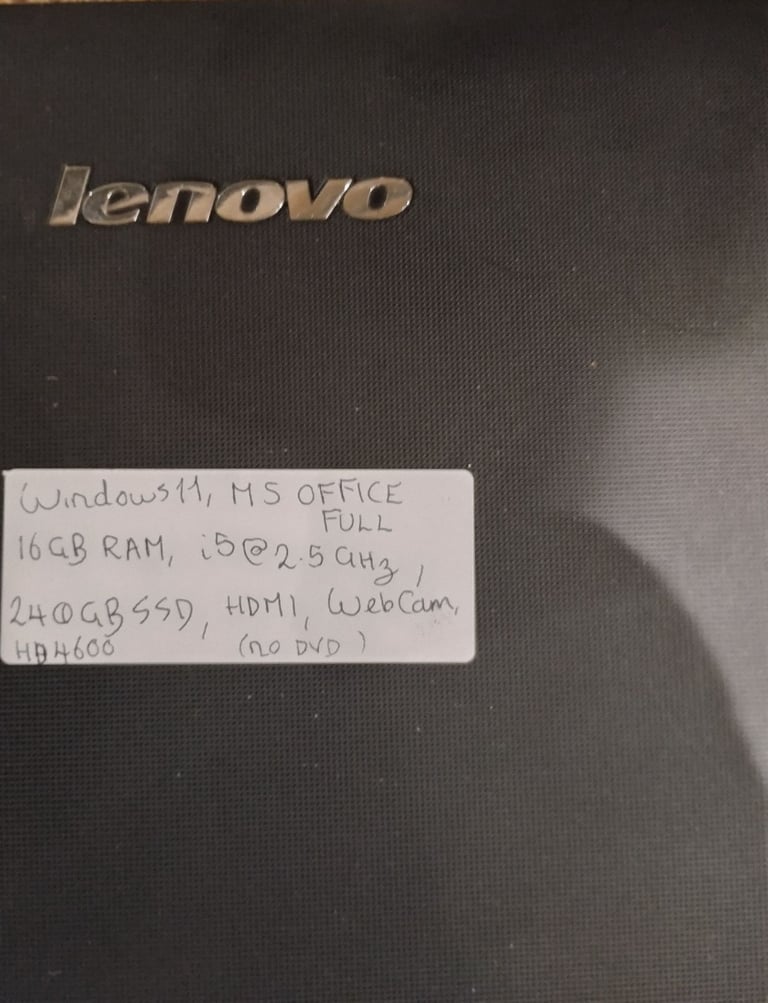 lenovo
Windows11, MS OFFICE
FULL
16GB RAM, i5@2.5GHz,
240GB SSD, HDMI, WebCam,
HD4600 (no DVD)